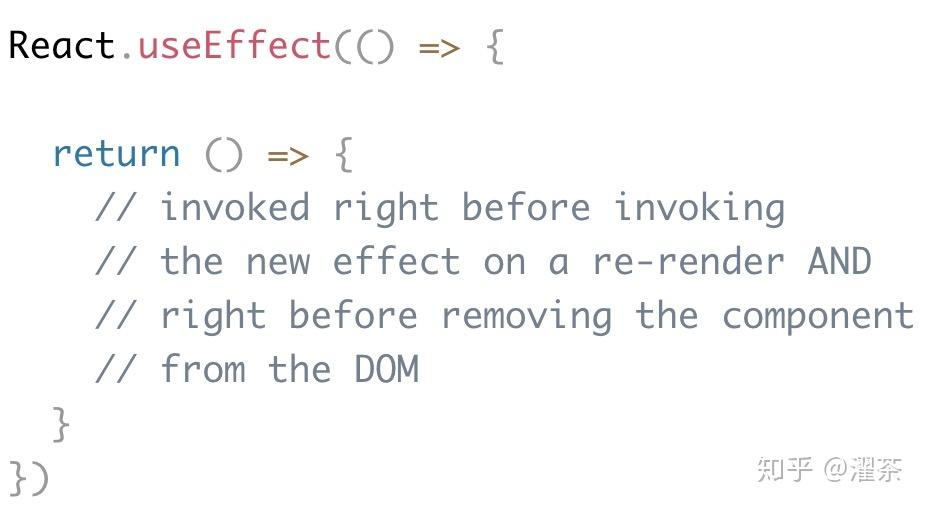 React.useEffect(() => {
  return () => {
    // invoked right before invoking
    // the new effect on a re-render AND
    // right before removing the component
    // from the DOM
  }
})
知乎 @濯茶